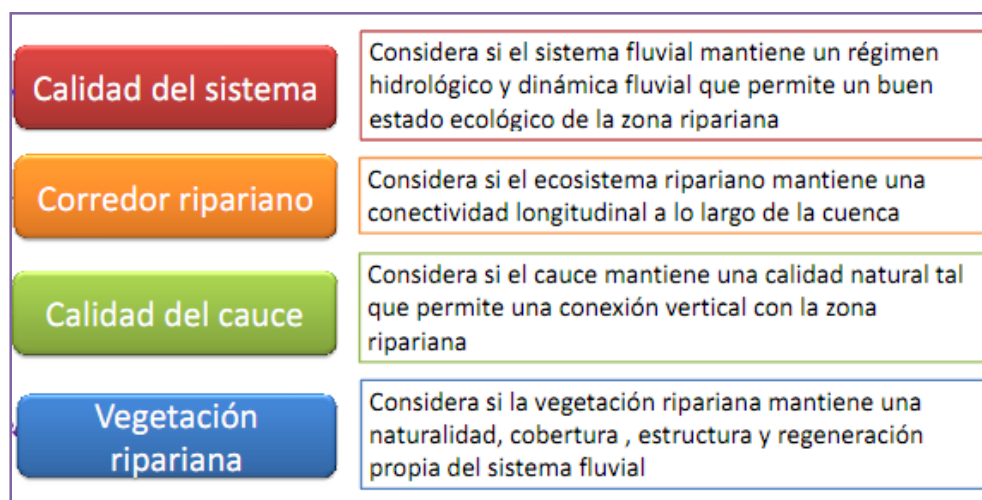 Calidad del sistema
Considera si el sistema fluvial mantiene un régimen
hidrológico y dinámica fluvial que permite un buen
estado ecológico de la zona ripariana
Corredor ripariano
Considera si el ecosistema ripariano mantiene una
conectividad longitudinal a lo largo de la cuenca
Calidad del cauce
Considera si el cauce mantiene una calidad natural tal
que permite una conexión vertical con la zona
ripariana
Vegetación
ripariana
Considera si la vegetación ripariana mantiene una
naturalidad, cobertura , estructura y regeneración
propia del sistema fluvial